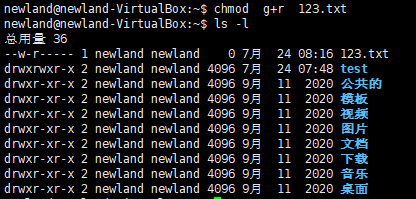 newland@newland-VirtualBox:~$ chmod  g+r  123.txt
newland@newland-VirtualBox:~$ ls -l
总用量 36
--w-r----- 1 newland newland    0 7月   24 08:16 123.txt
drwxrwxr-x 2 newland newland 4096 7月   24 07:48 test
drwxr-xr-x 2 newland newland 4096 9月   11  2020 公共的
drwxr-xr-x 2 newland newland 4096 9月   11  2020 模板
drwxr-xr-x 2 newland newland 4096 9月   11  2020 视频
drwxr-xr-x 2 newland newland 4096 9月   11  2020 图片
drwxr-xr-x 2 newland newland 4096 9月   11  2020 文档
drwxr-xr-x 2 newland newland 4096 9月   11  2020 下载
drwxr-xr-x 2 newland newland 4096 9月   11  2020 音乐
drwxr-xr-x 2 newland newland 4096 9月   11  2020 桌面